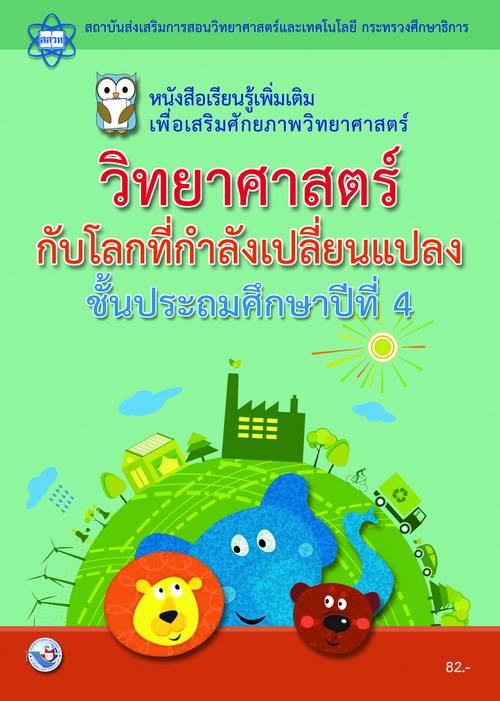 สสวท
สถาบันส่งเสริมการสอนวิทยาศาสตร์และเทคโนโลยี กระทรวงศึกษาธิการ
หนังสือเรียนรู้เพิ่มเติม
เพื่อเสริมศักยภาพวิทยาศาสตร์
วิทยาศาสตร์
กับโลกที่กำลังเปลี่ยนแปลง
ชั้นประถมศึกษาปีที่ 4
82.-